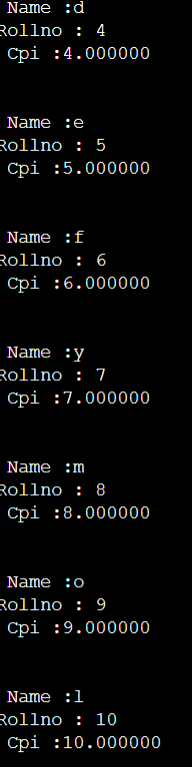 Name :d
Rollno : 4
Cpi :4.000000
Name :e
Rollno : 5
Cpi :5.000000
Name :f
Rollno : 6
Cpi :6.000000
Name :y
Rollno : 7
Cpi :7.000000
Name :m
Rollno : 8
Cpi :8.000000
Name :o
Rollno : 9
Cpi :9.000000
Name :l
Rollno : 10
Cpi :10.000000